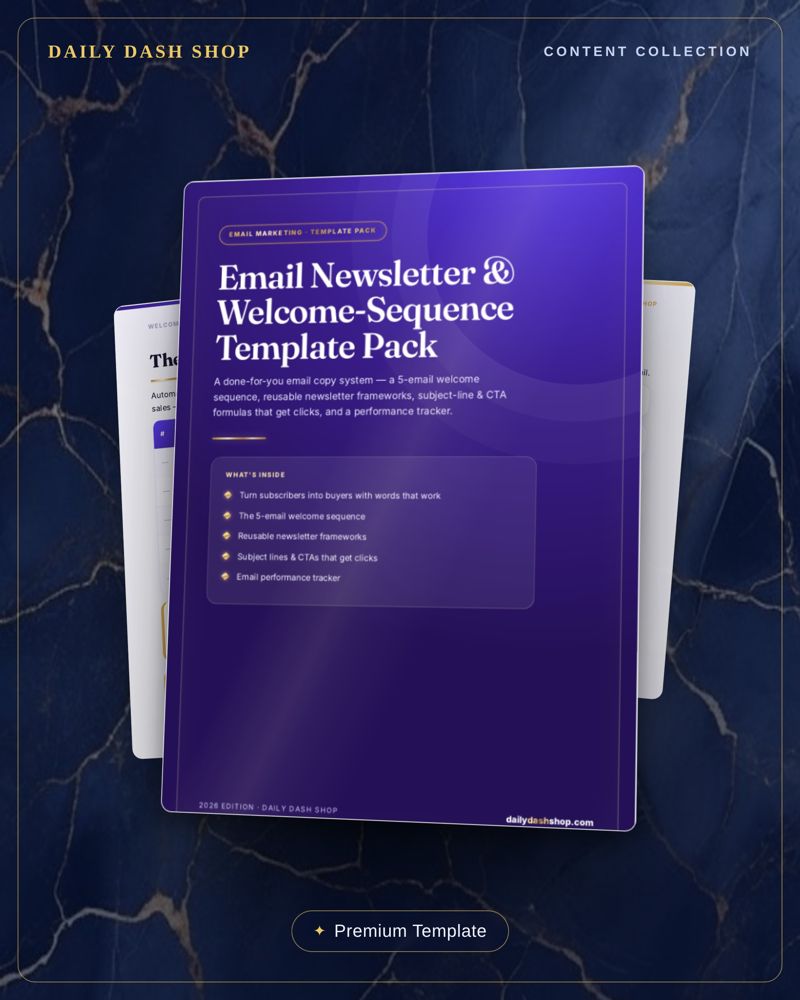 DAILY DASH SHOP
CONTENT COLLECTION
EMAIL MARKETING · TEMPLATE PACK
Email Newsletter &
Welcome-Sequence
Template Pack
A done-for-you email copy system — a 5-email welcome
sequence, reusable newsletter frameworks, subject-line & CTA
formulas that get clicks, and a performance tracker.
WHAT'S INSIDE
Turn subscribers into buyers with words that work
The 5-email welcome sequence
Reusable newsletter frameworks
Subject lines & CTAs that get clicks
Email performance tracker
2026 EDITION · DAILY DASH SHOP
dailydashshop.com
The
sales -
#
SHOP
✦ Premium Template